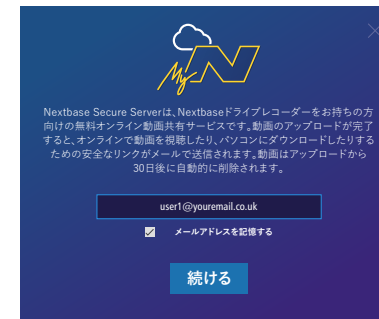 My N
Nextbase Secure Serverは、Nextbaseドライブレコーダーをお持ちの方
向けの無料オンライン動画共有サービスです。動画のアップロードが完了
すると、オンラインで動画を視聴したり、パソコンにダウンロードしたりする
ための安全なリンクがメールで送信されます。動画はアップロードから
30日後に自動的に削除されます。
user1@youremail.co.uk
メールアドレスを記憶する
続ける